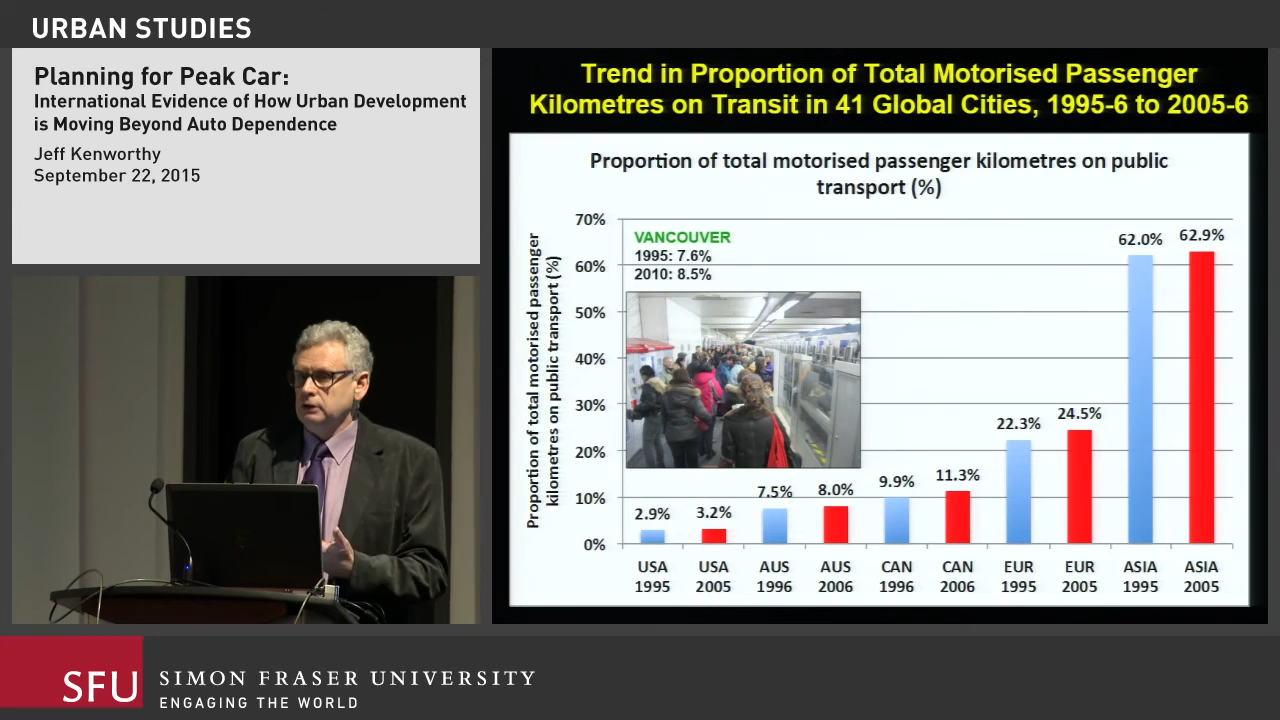 URBAN STUDIES
Planning for Peak Car:
International Evidence of How Urban Development
is Moving Beyond Auto Dependence
Jeff Kenworthy
September 22, 2015
Trend in Proportion of Total Motorised Passenger
Kilometres on Transit in 41 Global Cities, 1995-6 to 2005-6
Proportion of total motorised passenger kilometres on public
transport (%)
Proportion of total motorised passenger
kilometres on public transport (%)
70%
60%
50%
40%
30%
20%
10%
0%
VANCOUVER
1995: 7.6%
2010: 8.5%
2.9%
3.2%
7.5%
8.0%
9.9%
11.3%
22.3%
24.5%
62.0%
62.9%
USA
1995
USA
2005
AUS
1996
AUS
2006
CAN
1996
CAN
2006
EUR
1995
EUR
2005
ASIA
1995
ASIA
2005
SFU
SIMON FRASER UNIVERSITY
ENGAGING THE WORLD